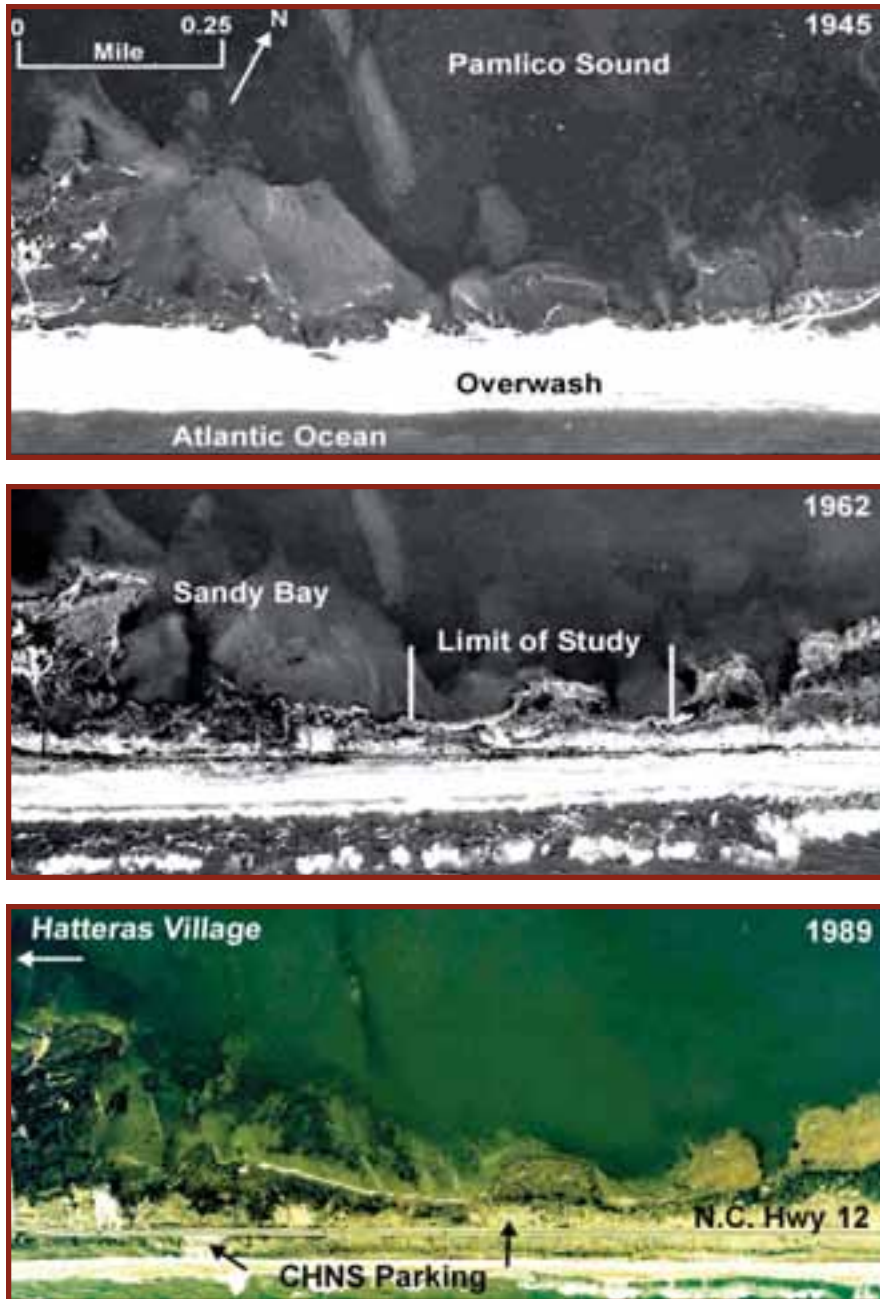 0 0.25 N 1945
Mile
Pamlico Sound
Overwash
Atlantic Ocean
1962
Sandy Bay
Limit of Study
Hatteras Village 1989
N.C. Hwy 12
CHNS Parking